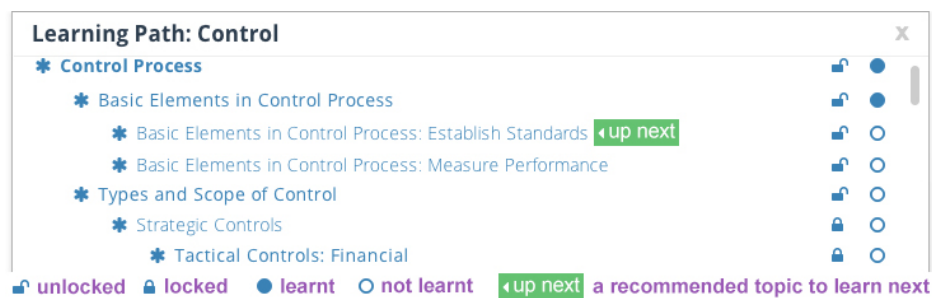 Learning Path: Control x
Control Process
Basic Elements in Control Process
Basic Elements in Control Process: Establish Standards up next
Basic Elements in Control Process: Measure Performance
Types and Scope of Control
Strategic Controls
Tactical Controls: Financial
unlocked locked learnt not learnt up next a recommended topic to learn next